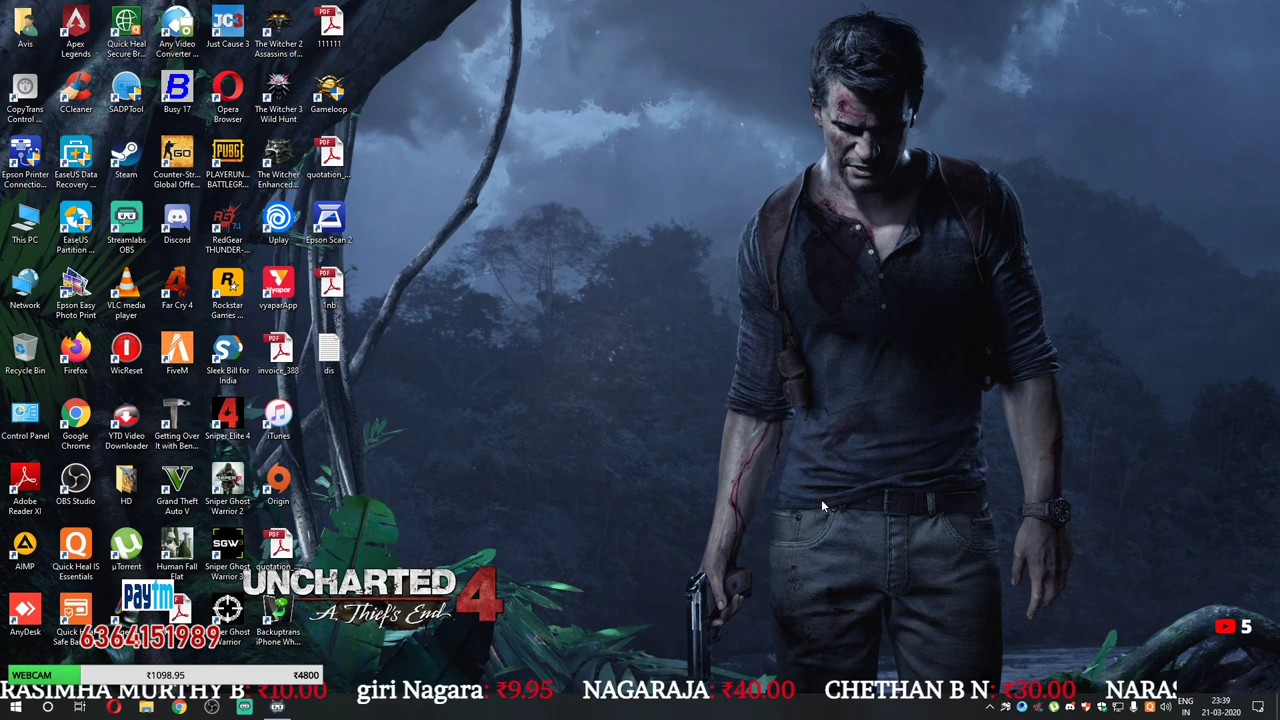 Avis
Apex Legends
Quick Heal Secure Br...
Any Video Converter ...
Just Cause 3
The Witcher 2 Assassins of...
111111
CopyTrans Control ...
CCleaner
SADPTool
Busy 17
Opera Browser
The Witcher 3 Wild Hunt
Gameloop
Epson Printer Connectio...
EaseUS Data Recovery ...
Steam
Counter-Str... Global Offe...
PLAYERUN... BATTLEGR...
The Witcher Enhanced...
quotation_...
This PC
EaseUS Partition ...
Streamlabs OBS
Discord
RedGear THUNDER-...
Uplay
Epson Scan 2
Network
Epson Easy Photo Print
VLC media player
Far Cry 4
Rockstar Games ...
vyaparApp
1nb
Recycle Bin
Firefox
WicReset
FiveM
Sleek Bill for India
invoice_388
dis
Control Panel
Google Chrome
YTD Video Downloader
Getting Over It with Ben...
Sniper Elite 4
iTunes
Adobe Reader XI
OBS Studio
HD
Grand Theft Auto V
Sniper Ghost Warrior 2
Origin
AIMP
Quick Heal IS Essentials
µTorrent
Human Fall Flat
Sniper Ghost Warrior 3
quotation_
AnyDesk
Backuptrans iPhone Wh...
paytm
6364151989
UNCHARTED 4
A Thief's End
5
WEBCAM ₹1098.95 ₹4800
RASIMHA MURTHY B: ₹10.00 giri Nagara: ₹9.95 NAGARAJA: ₹40.00 CHETHAN B N: ₹30.00 NARAS
ENG IN
23:39
21-03-2020